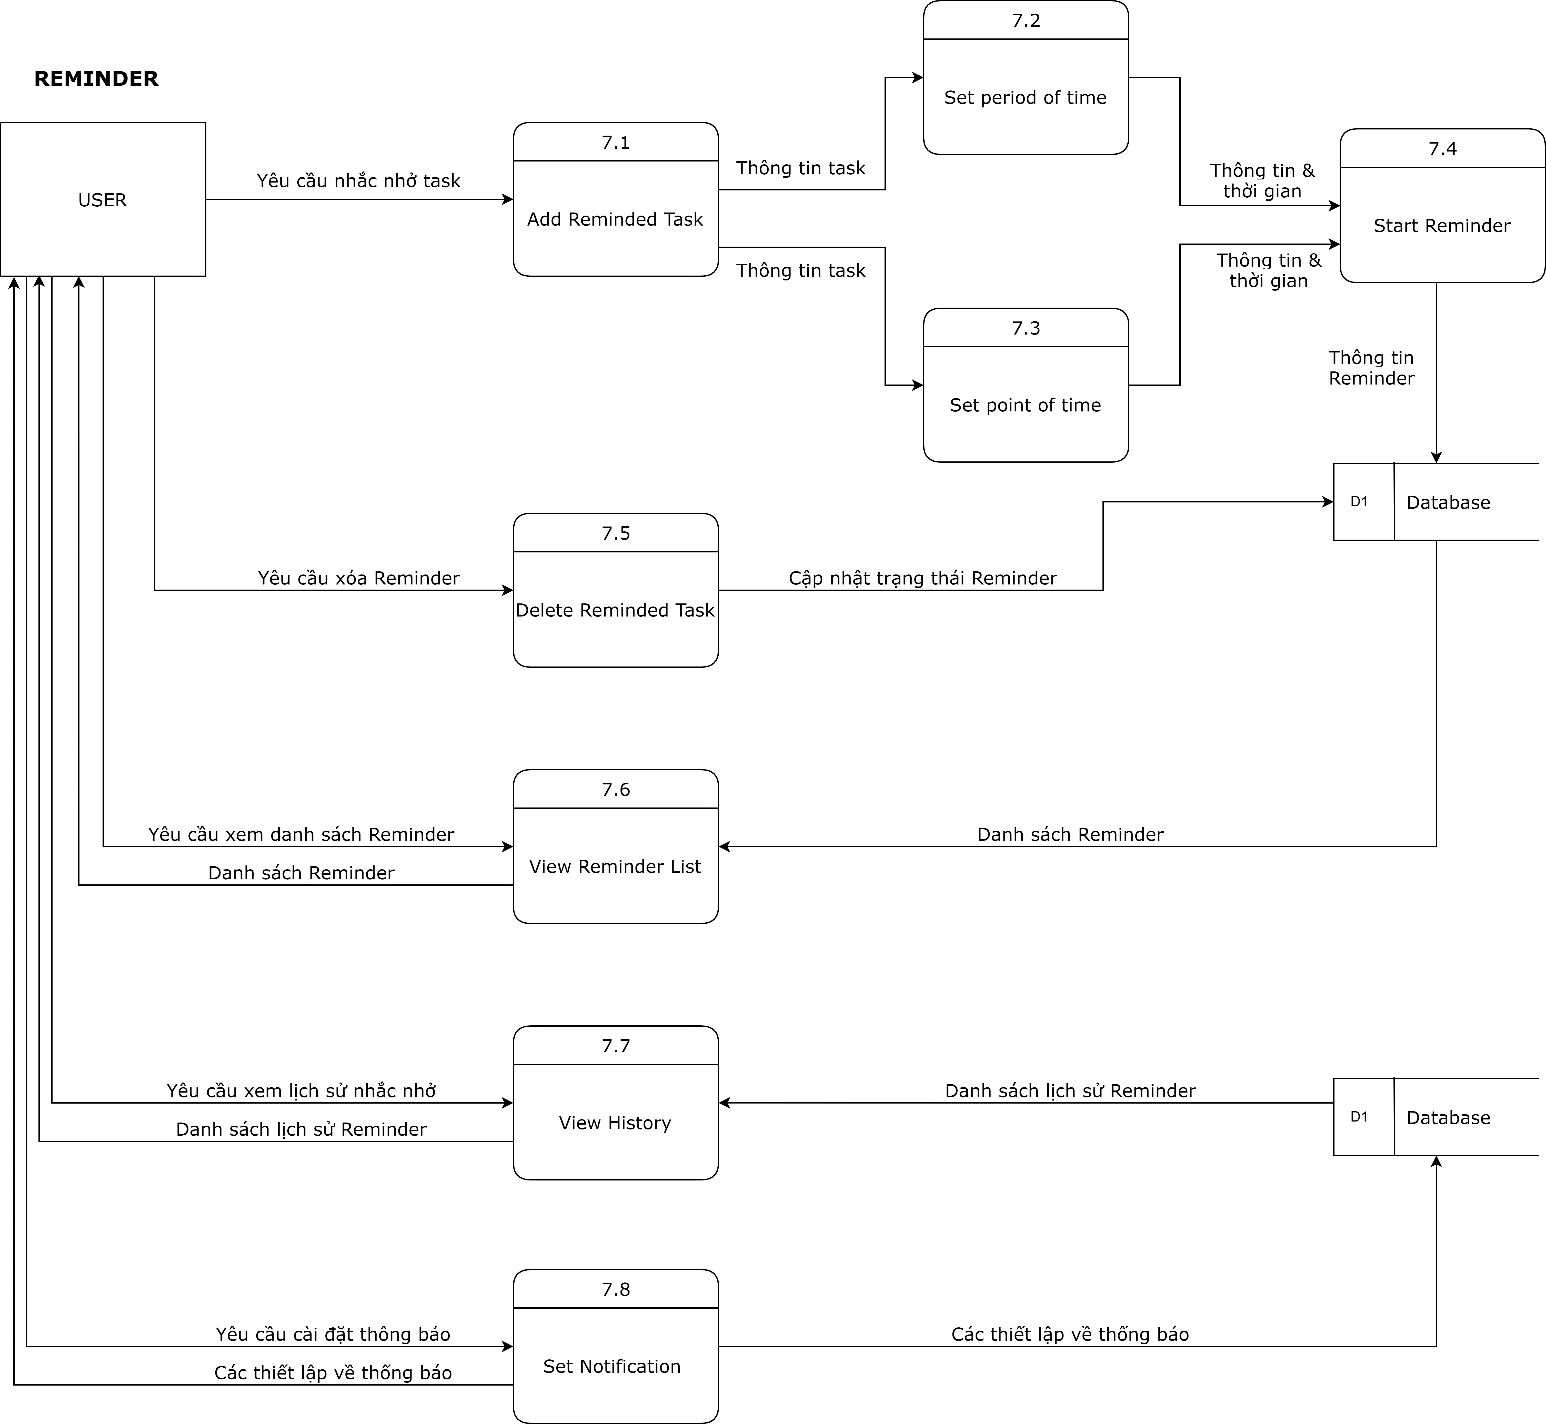 REMINDER
USER
Yêu cầu nhắc nhở task
7.1
Add Reminded Task
Thông tin task
Thông tin task
7.2
Set period of time
7.3
Set point of time
Thông tin &
thời gian
Thông tin &
thời gian
7.4
Start Reminder
Thông tin
Reminder
D1
Database
Yêu cầu xóa Reminder
7.5
Delete Reminded Task
Cập nhật trạng thái Reminder
Yêu cầu xem danh sách Reminder
Danh sách Reminder
7.6
View Reminder List
Danh sách Reminder
Yêu cầu xem lịch sử nhắc nhở
Danh sách lịch sử Reminder
7.7
View History
Danh sách lịch sử Reminder
D1
Database
Yêu cầu cài đặt thông báo
Các thiết lập về thống báo
7.8
Set Notification
Các thiết lập về thống báo